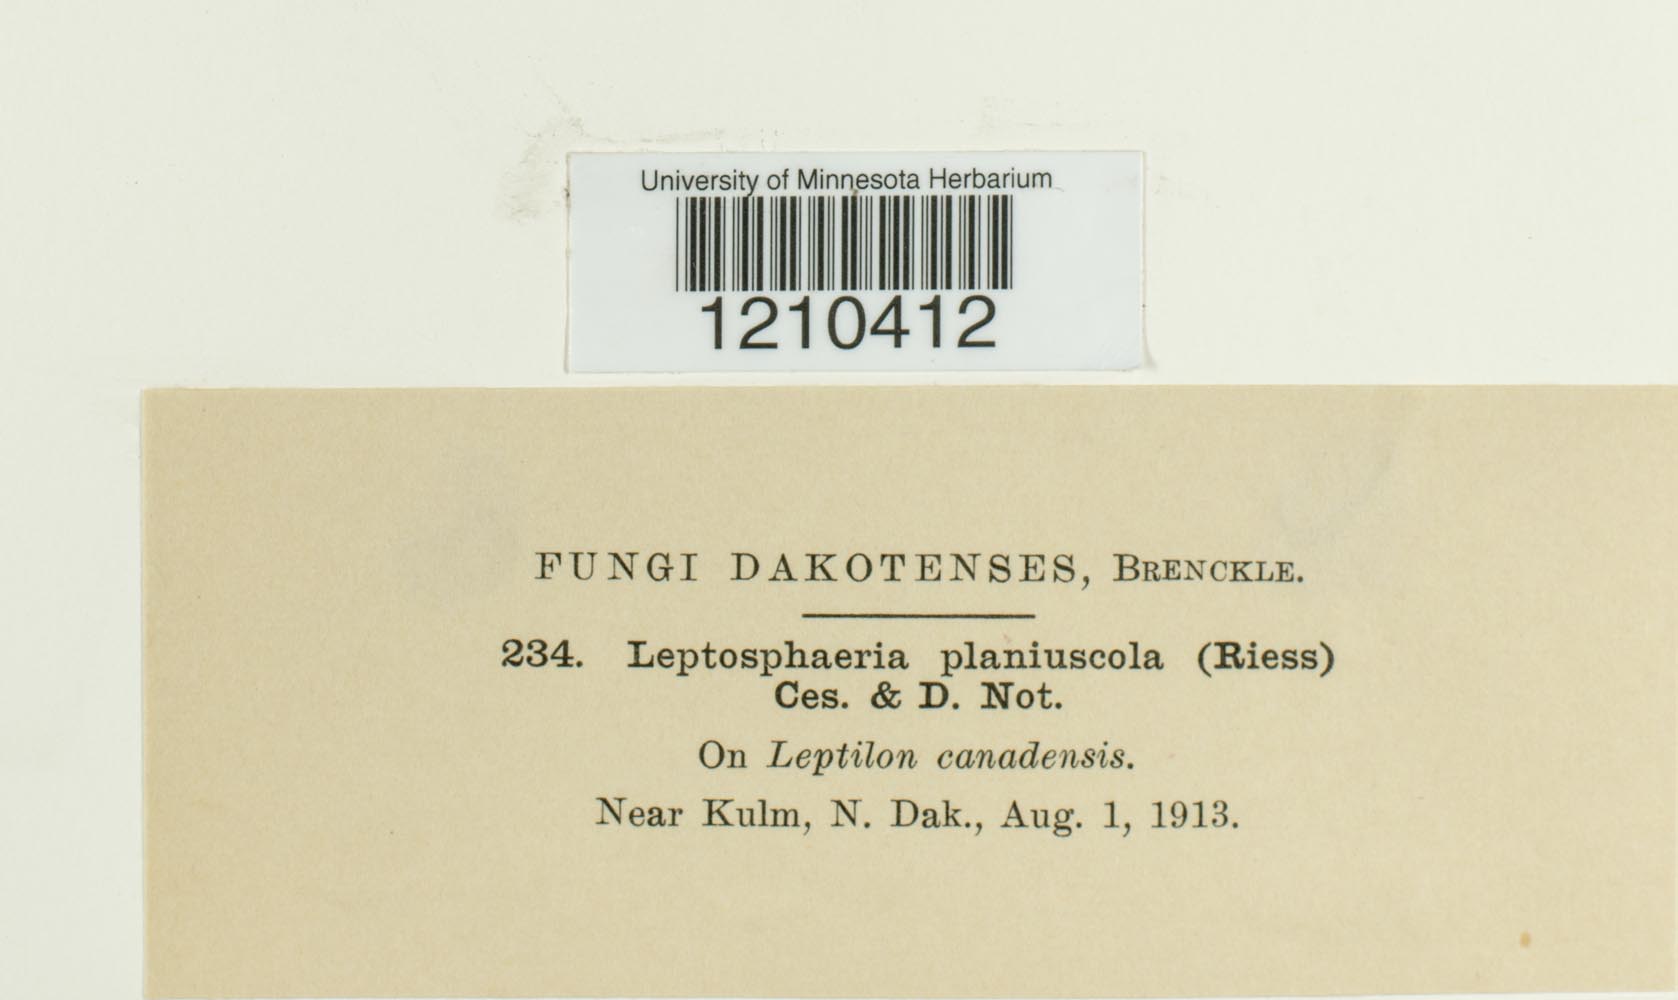 University of Minnesota Herbarium
1210412
FUNGI DAKOTENSES, BRENCKLE.
234. Leptosphaeria planiuscola (Riess)
Ces. & D. Not.
On Leptilon canadensis.
Near Kulm, N. Dak., Aug. 1, 1913.